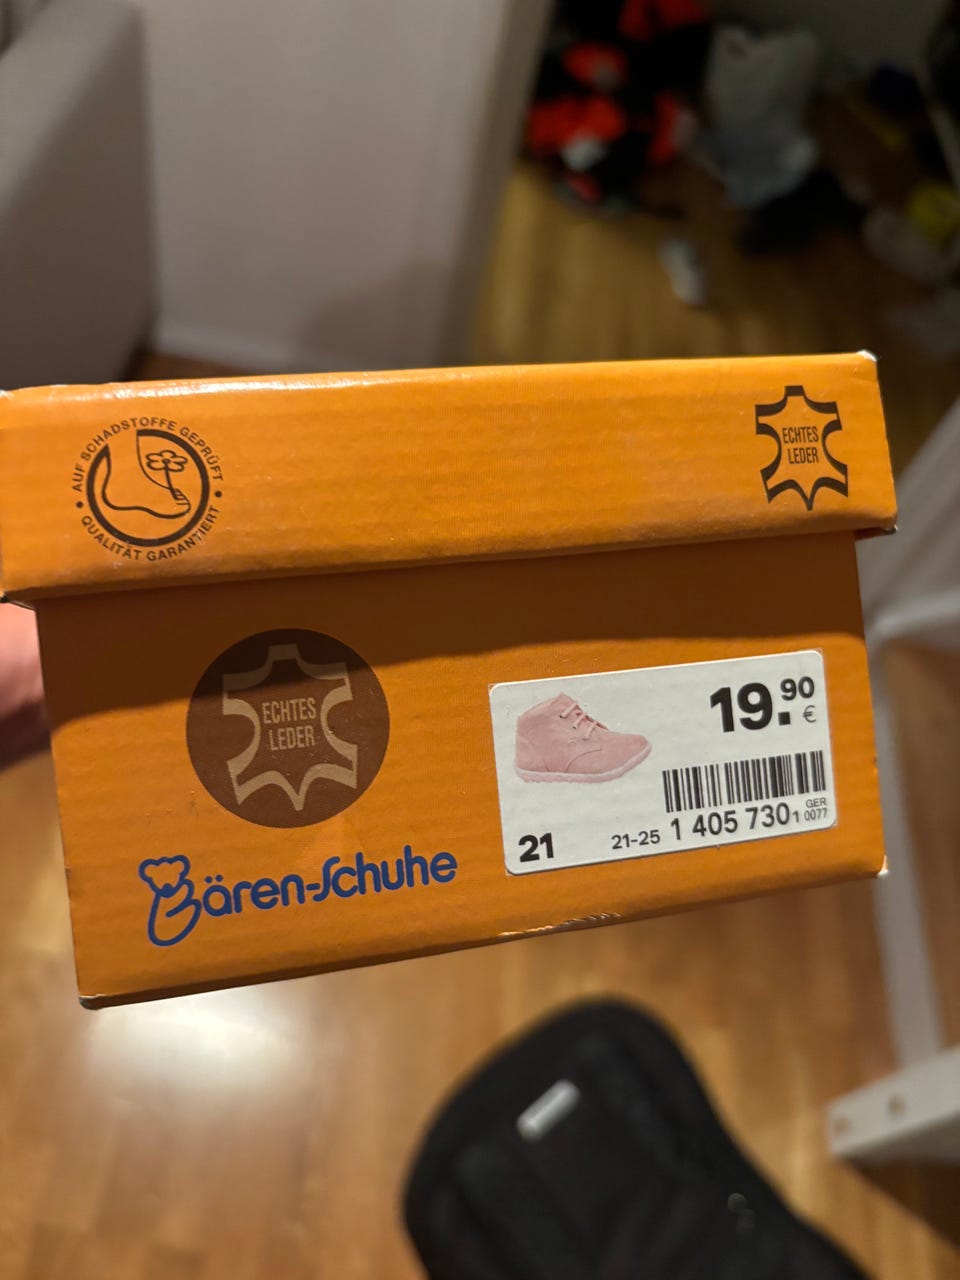 AUF SCHADSTOFFE GEPRÜFT
• QUALITÄT GARANTIERT •
ECHTES
LEDER
ECHTES
LEDER
Bären-Schuhe
19.90
€
21
21-25 1 405 730 1
GER
0077